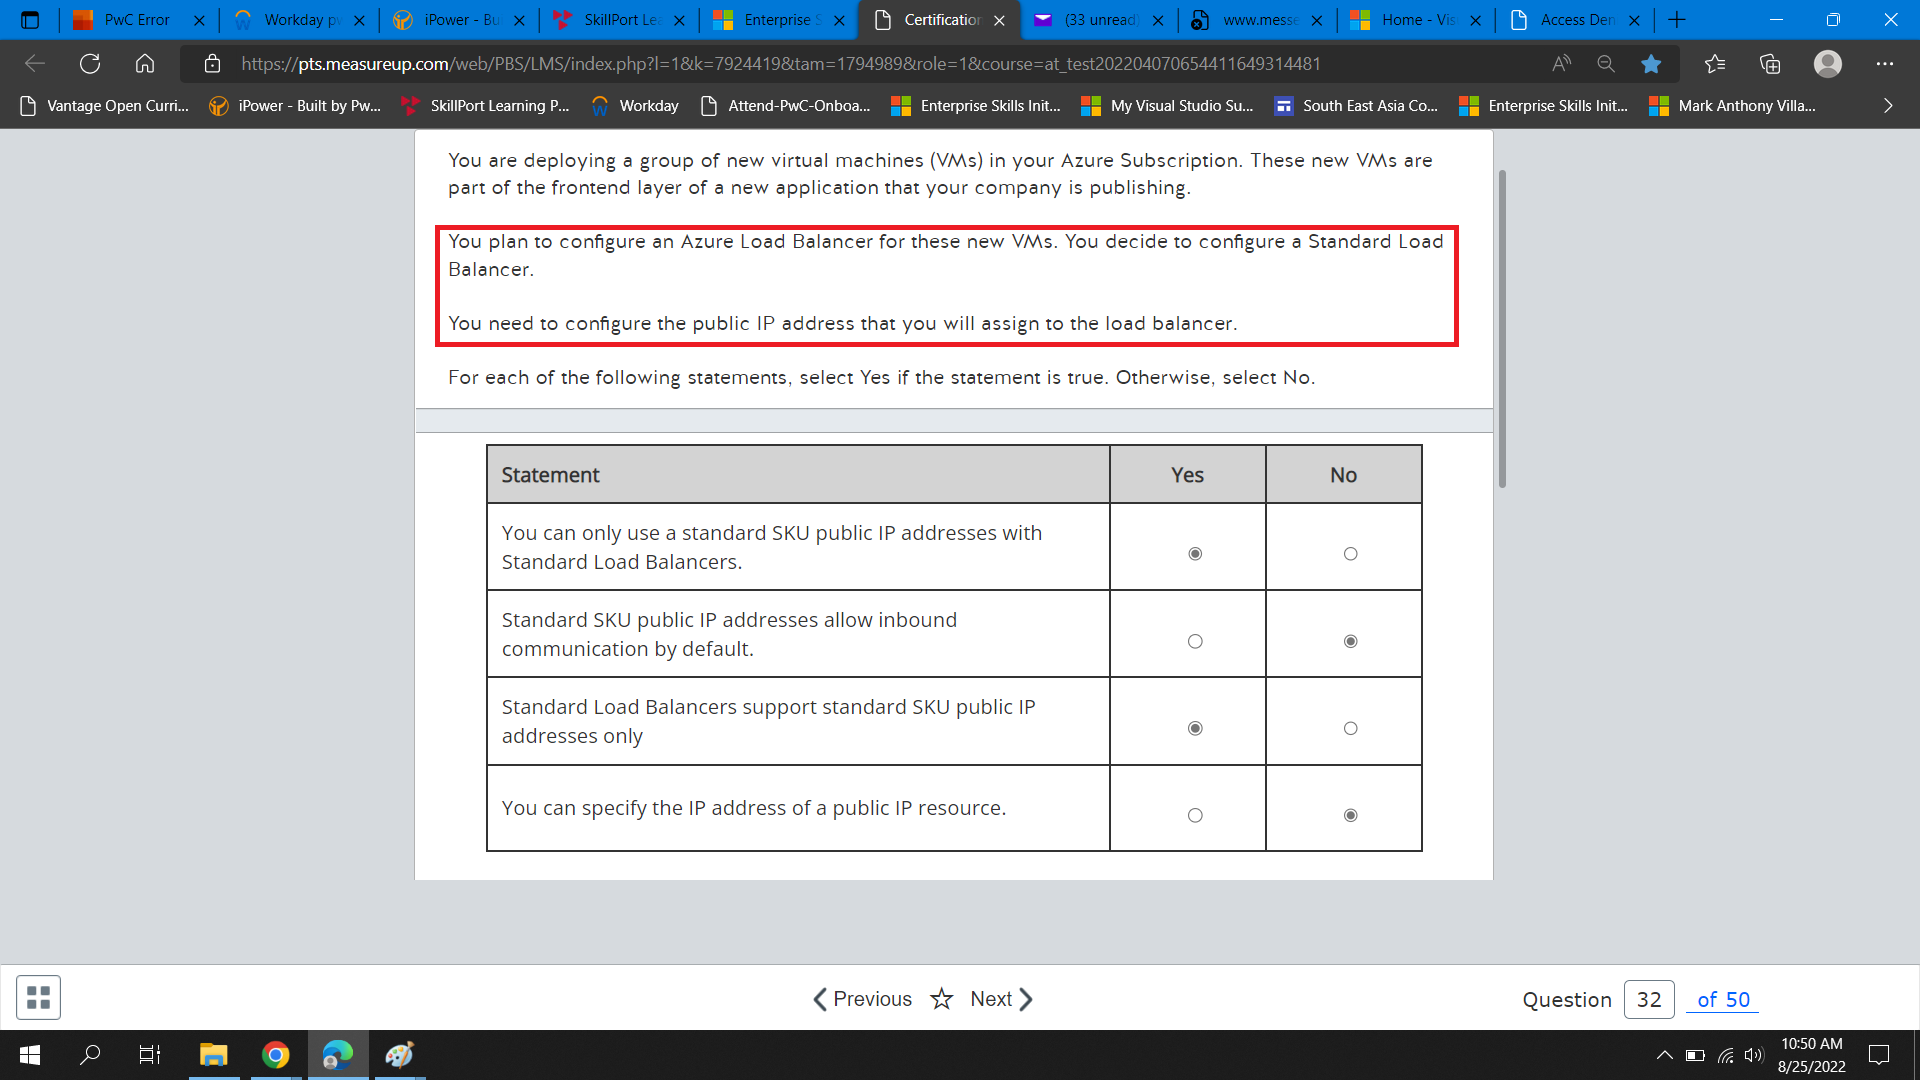 PwC Error
Workday pw
iPower - Bu
SkillPort Lea
Enterprise S
Certification
(33 unread)
www.messe
Home - Vis
Access Den
https://pts.measureup.com/web/PBS/LMS/index.php?l=1&k=7924419&tam=1794989&role=1&course=at_test202204070654411649314481
Vantage Open Curri...
iPower - Built by Pw...
SkillPort Learning P...
Workday
Attend-PwC-Onboa...
Enterprise Skills Init...
My Visual Studio Su...
South East Asia Co...
Enterprise Skills Init...
Mark Anthony Villa...
You are deploying a group of new virtual machines (VMs) in your Azure Subscription. These new VMs are
part of the frontend layer of a new application that your company is publishing.
You plan to configure an Azure Load Balancer for these new VMs. You decide to configure a Standard Load
Balancer.
You need to configure the public IP address that you will assign to the load balancer.
For each of the following statements, select Yes if the statement is true. Otherwise, select No.
Statement Yes No
You can only use a standard SKU public IP addresses with
Standard Load Balancers.
Standard SKU public IP addresses allow inbound
communication by default.
Standard Load Balancers support standard SKU public IP
addresses only
You can specify the IP address of a public IP resource.
Previous Next
Question 32 of 50
10:50 AM
8/25/2022